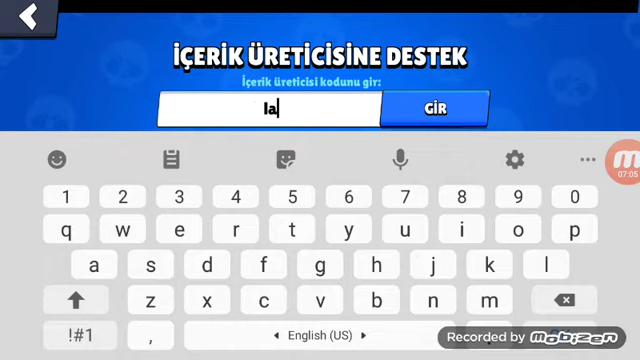 İÇERİK ÜRETİCİSİNE DESTEK
İçerik üreticisi kodunu gir:
la
GİR
07:05
1 2 3 4 5 6 7 8 9 0
q w e r t y u i o p
a s d f g h j k l
z x c v b n m
!#1 , English (US)
Recorded by mobizen